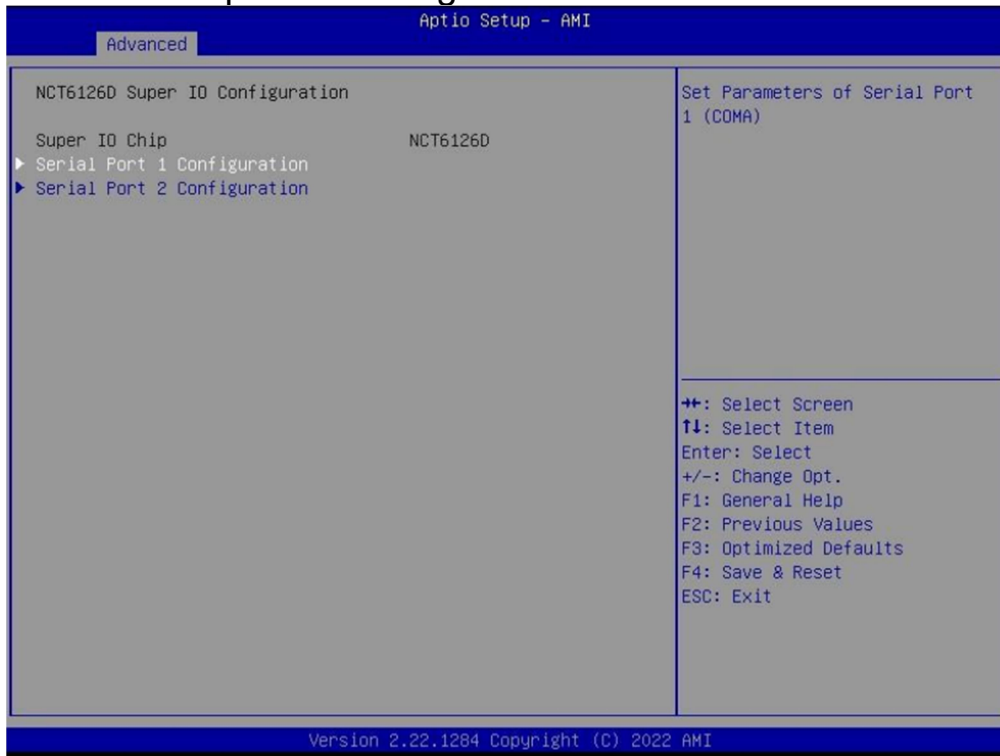 Aptio Setup – AMI
Advanced
NCT6126D Super IO Configuration
Super IO Chip NCT6126D
▶ Serial Port 1 Configuration
▶ Serial Port 2 Configuration
Set Parameters of Serial Port
1 (COMA)
→←: Select Screen
↑↓: Select Item
Enter: Select
+/-: Change Opt.
F1: General Help
F2: Previous Values
F3: Optimized Defaults
F4: Save & Reset
ESC: Exit
Version 2.22.1284 Copyright (C) 2022 AMI